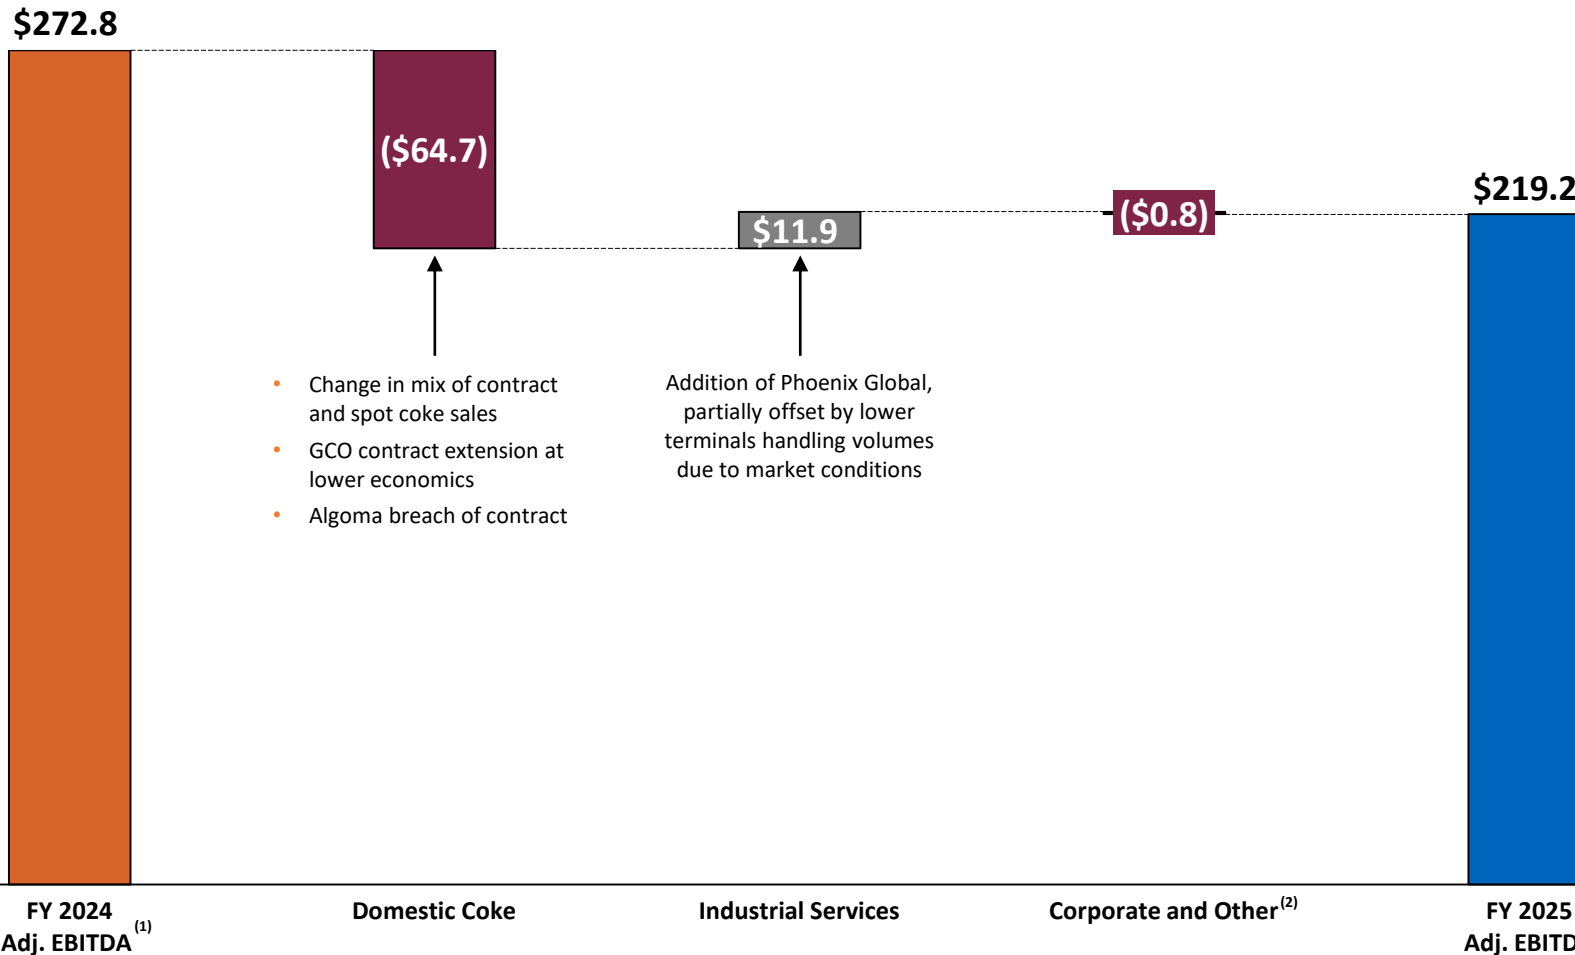 $272.8
($64.7)
$11.9
($0.8)
$219.2
• Change in mix of contract
and spot coke sales
• GCO contract extension at
lower economics
• Algoma breach of contract
Addition of Phoenix Global,
partially offset by lower
terminals handling volumes
due to market conditions
FY 2024
Adj. EBITDA(1)
Domestic Coke
Industrial Services
Corporate and Other(2)
FY 2025
Adj. EBITD